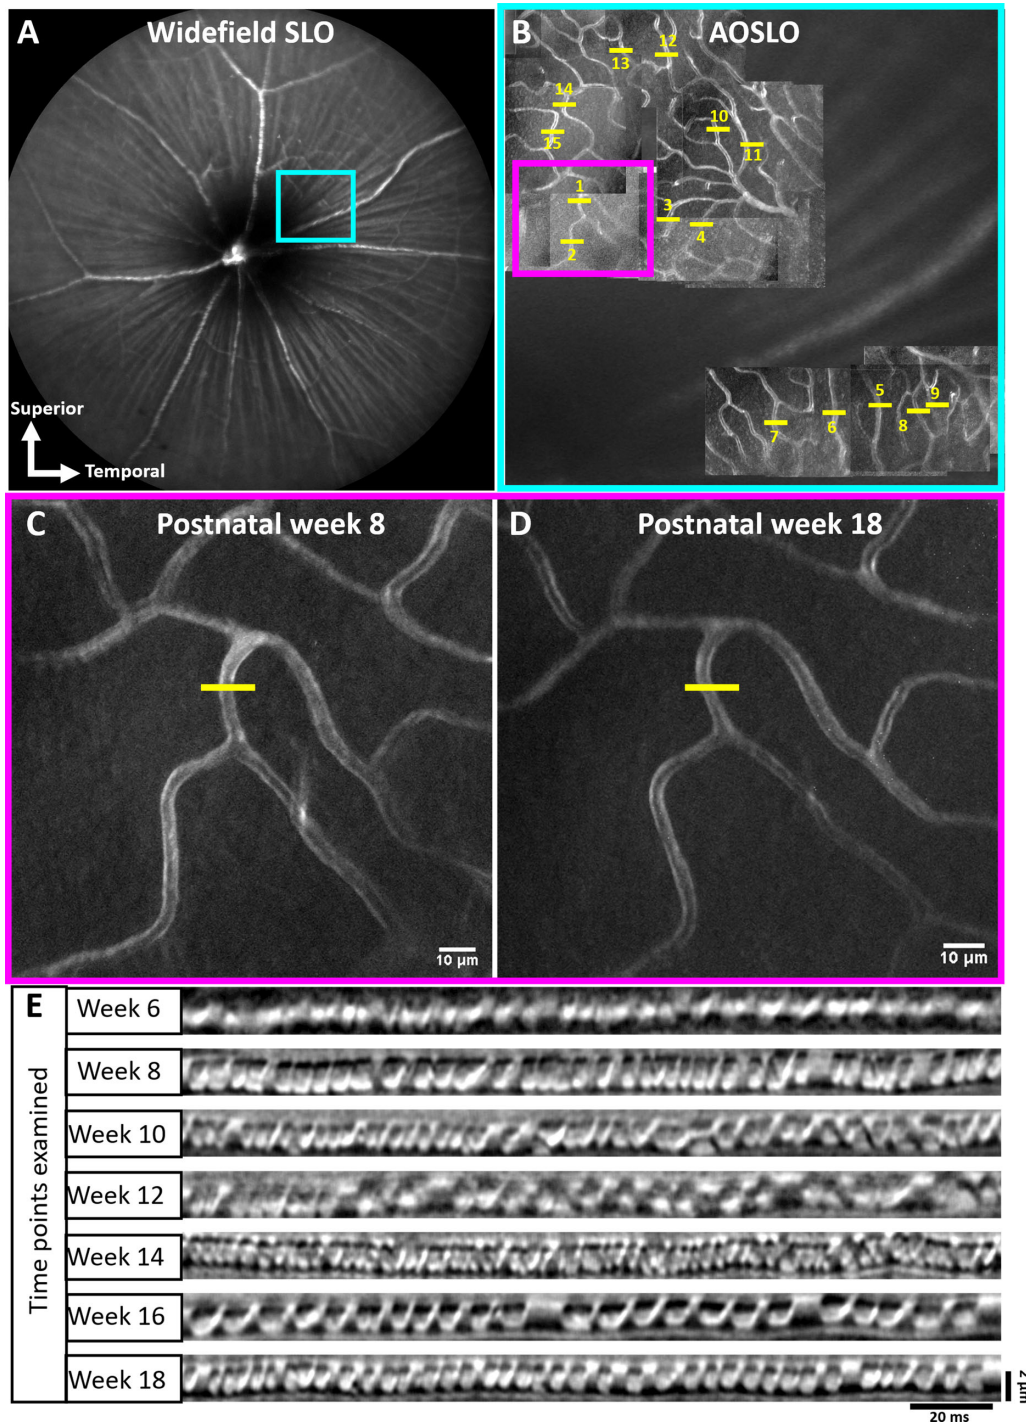 A
Widefield SLO
Superior
Temporal
B
AOSLO
12
13
14
10
15
11
1
3
4
2
5
9
8
7
6
C
Postnatal week 8
10 µm
D
Postnatal week 18
10 µm
E
Time points examined
Week 6
Week 8
Week 10
Week 12
Week 14
Week 16
Week 18
2 µm
20 ms